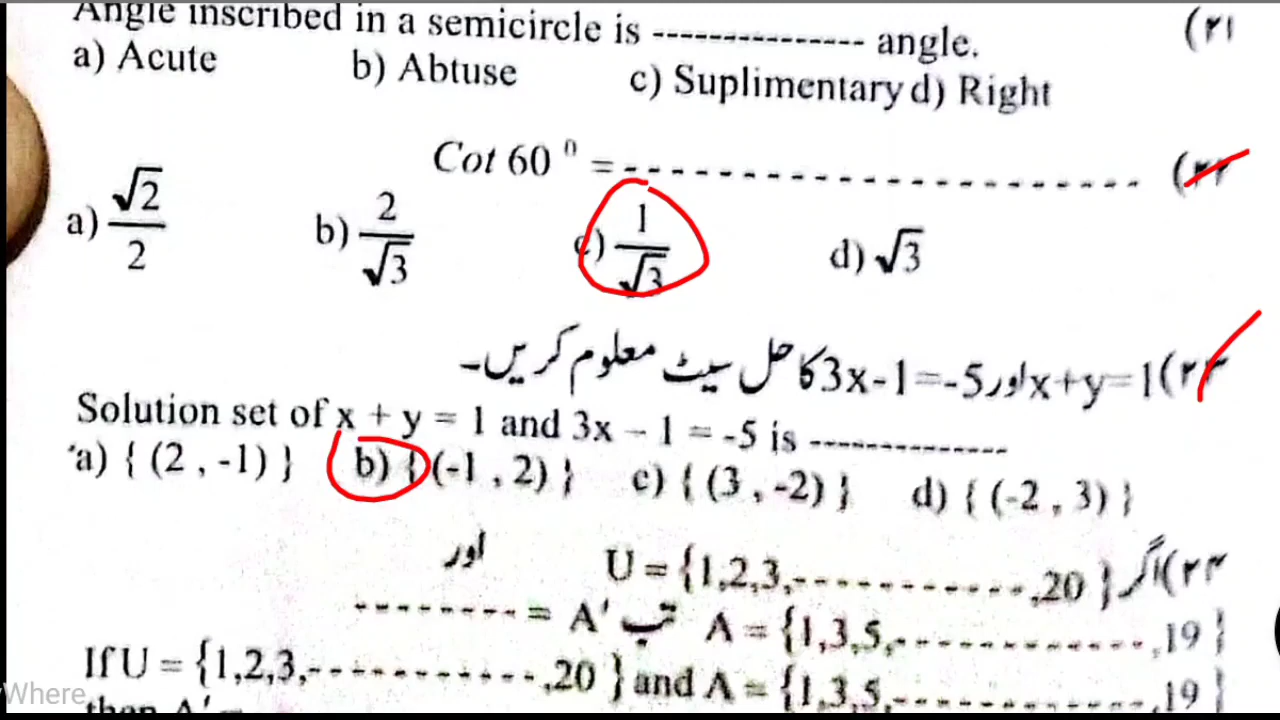 Angle inscribed in a semicircle is --------------- angle. (۲۱
a) Acute b) Abtuse c) Suplimentary d) Right
Cot 60 ⁰ = - - - - - - - - - - - - - - - - - - - - - - (۲۲
a) √2/2 b) 2/√3 c) 1/√3 d) √3
۲۳) x+y=1 اور 3x-1=-5 کا حل سیٹ معلوم کریں۔
Solution set of x + y = 1 and 3x – 1 = -5 is --------------
a) { (2 , -1) } b) { (-1 , 2) } c) { (3 , -2) } d) { (-2 , 3) }
۲۴) اگر U = {1,2,3,------------,20 } اور
A = {1,3,5,-------------,19 } تب A' = --------
If U = {1,2,3,------------,20 } and A = {1,3,5,-------------,19 }
then A' =
Where